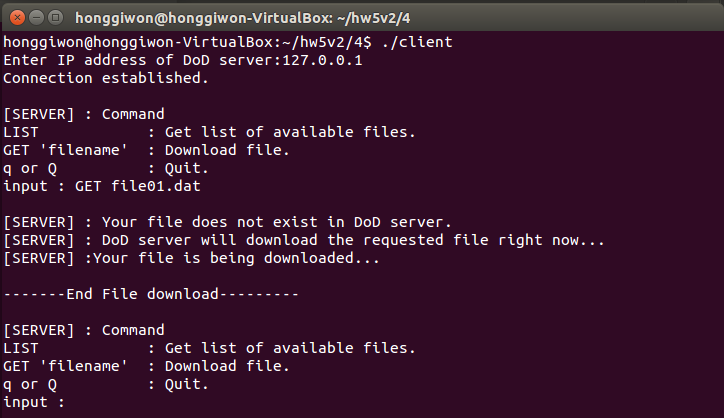 honggiwon@honggiwon-VirtualBox: ~/hw5v2/4
honggiwon@honggiwon-VirtualBox:~/hw5v2/4$ ./client
Enter IP address of DoD server:127.0.0.1
Connection established.
[SERVER] : Command
LIST            : Get list of available files.
GET 'filename'  : Download file.
q or Q          : Quit.
input : GET file01.dat
[SERVER] : Your file does not exist in DoD server.
[SERVER] : DoD server will download the requested file right now...
[SERVER] :Your file is being downloaded...
-------End File download---------
[SERVER] : Command
LIST            : Get list of available files.
GET 'filename'  : Download file.
q or Q          : Quit.
input :